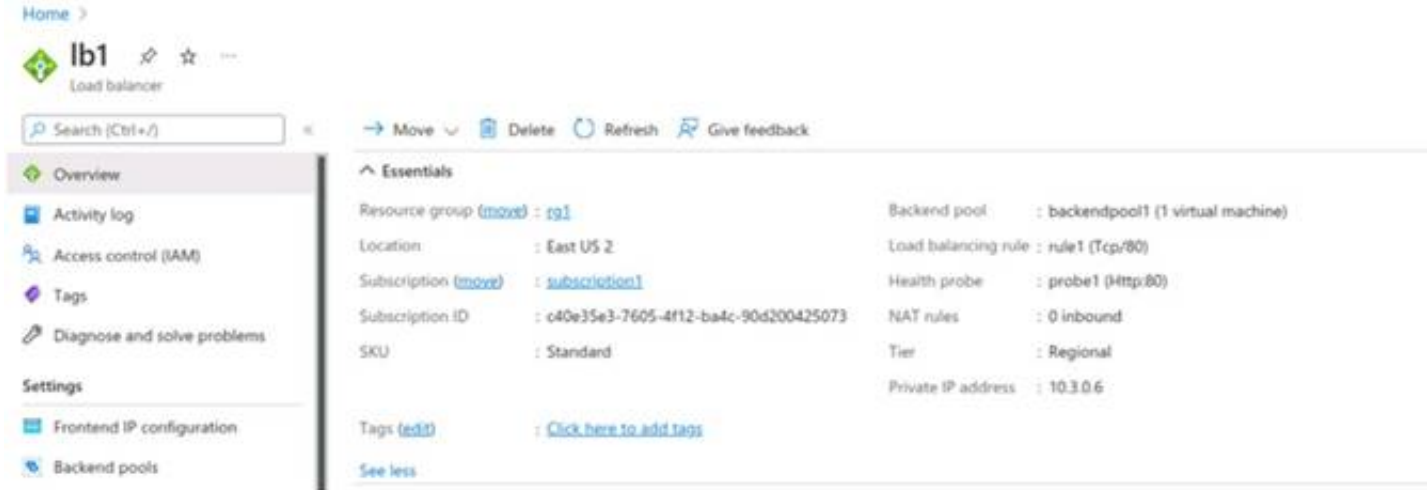 Home >
lb1 ...
Load balancer
Search (Ctrl+/) «
Overview
Activity log
Access control (IAM)
Tags
Diagnose and solve problems
Settings
Frontend IP configuration
Backend pools
Move Delete Refresh Give feedback
Essentials
Resource group (move) : rg1
Location : East US 2
Subscription (move) : subscription1
Subscription ID : c40e35e3-7605-4f12-ba4c-90d200425073
SKU : Standard
Backend pool : backendpool1 (1 virtual machine)
Load balancing rule : rule1 (Tcp/80)
Health probe : probe1 (Http:80)
NAT rules : 0 inbound
Tier : Regional
Private IP address : 10.3.0.6
Tags (edit) : Click here to add tags
See less